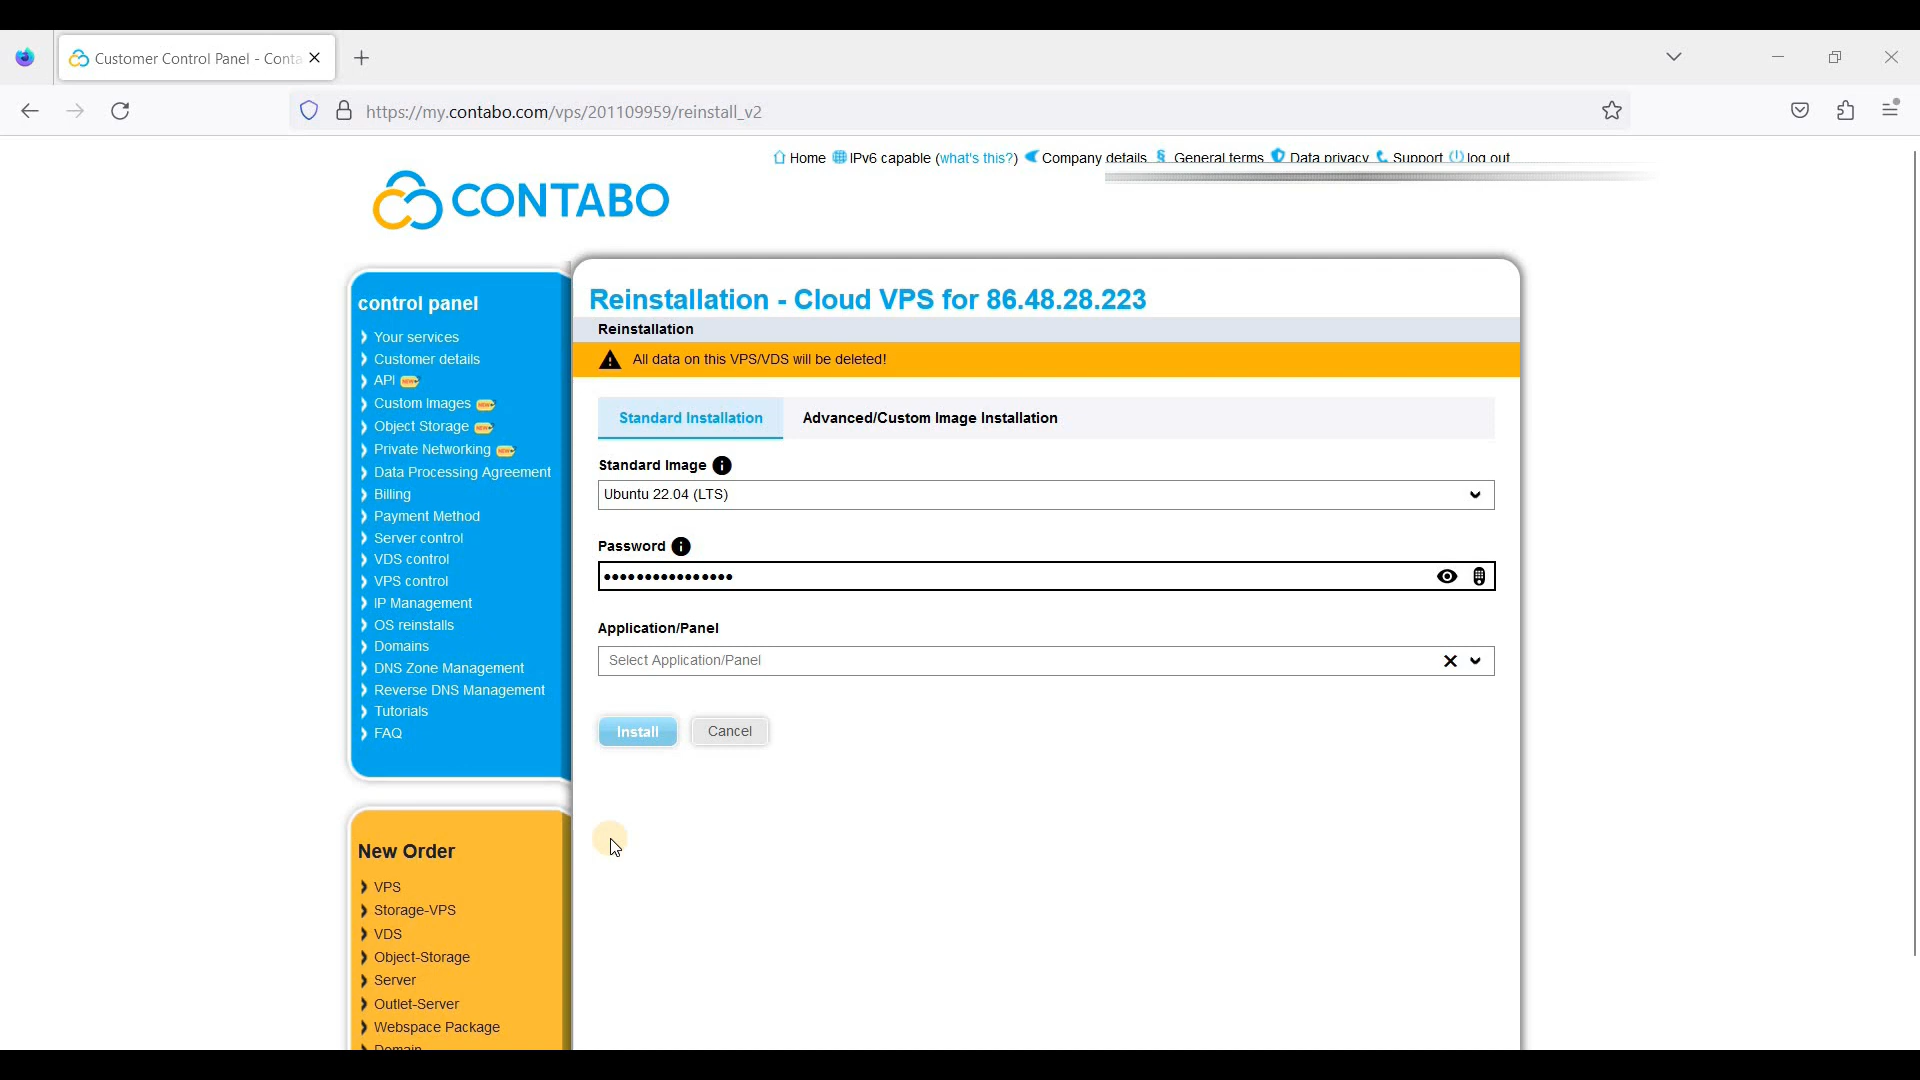 Customer Control Panel - Conta
https://my.contabo.com/vps/201109959/reinstall_v2
Home IPv6 capable (what's this?) Company details General terms Data privacy Support log out
CONTABO
control panel
Your services
Customer details
API NEW
Custom Images NEW
Object Storage NEW
Private Networking NEW
Data Processing Agreement
Billing
Payment Method
Server control
VDS control
VPS control
IP Management
OS reinstalls
Domains
DNS Zone Management
Reverse DNS Management
Tutorials
FAQ
New Order
VPS
Storage-VPS
VDS
Object-Storage
Server
Outlet-Server
Webspace Package
Domain
Reinstallation - Cloud VPS for 86.48.28.223
Reinstallation
All data on this VPS/VDS will be deleted!
Standard Installation Advanced/Custom Image Installation
Standard Image
Ubuntu 22.04 (LTS)
Password
••••••••••••••••
Application/Panel
Select Application/Panel
Install Cancel